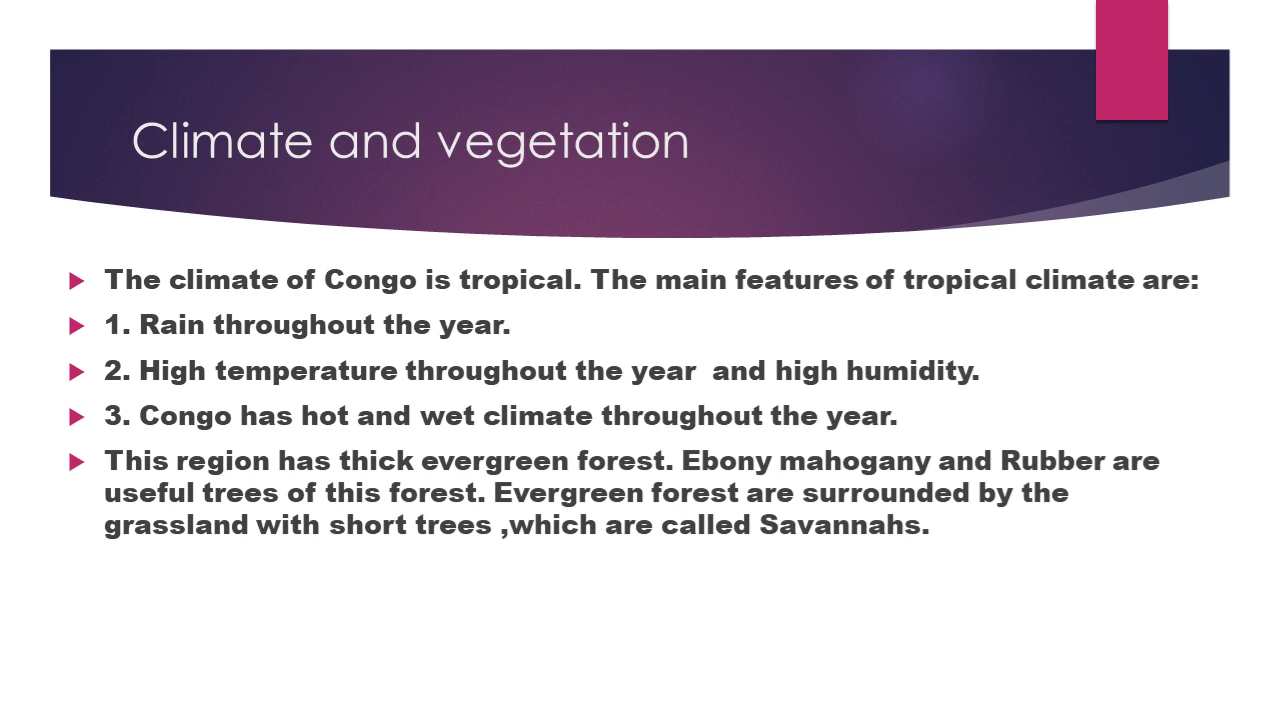 Climate and vegetation
The climate of Congo is tropical. The main features of tropical climate are:
1. Rain throughout the year.
2. High temperature throughout the year  and high humidity.
3. Congo has hot and wet climate throughout the year.
This region has thick evergreen forest. Ebony mahogany and Rubber are
useful trees of this forest. Evergreen forest are surrounded by the
grassland with short trees ,which are called Savannahs.